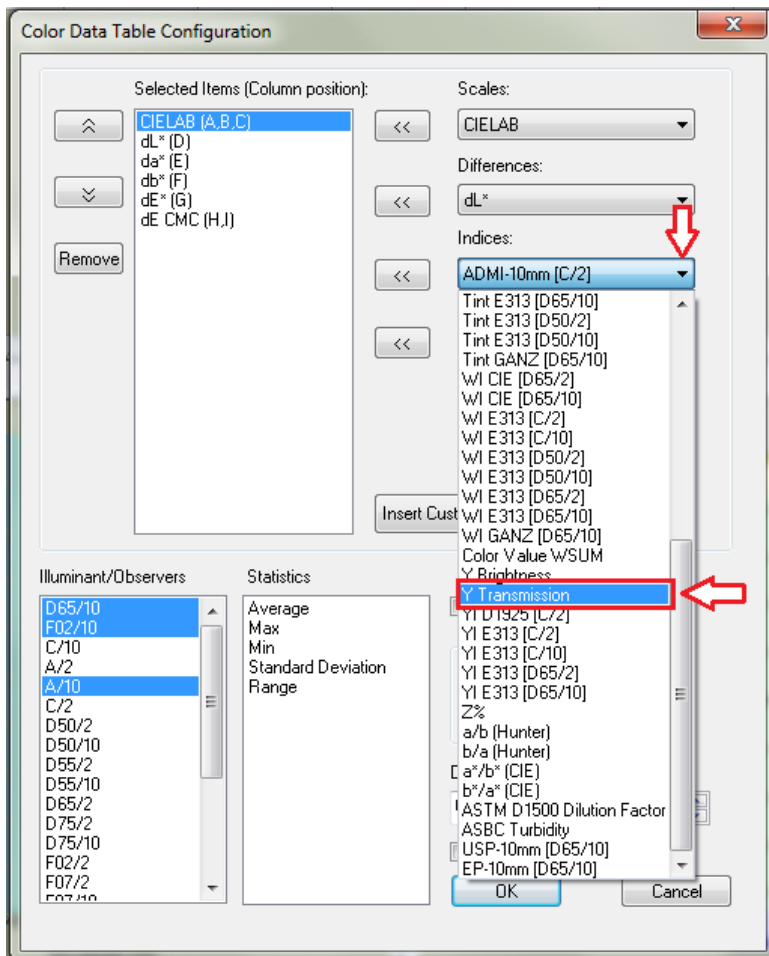 Color Data Table Configuration
X
Selected Items (Column position):
CIELAB (A,B,C)
dL* (D)
da* (E)
db* (F)
dE* (G)
dE CMC (H,I)
Remove
<<
<<
<<
<<
Scales:
CIELAB
Differences:
dL*
Indices:
ADMI-10mm [C/2]
Tint E313 [D65/10]
Tint E313 [D50/2]
Tint E313 [D50/10]
Tint GANZ [D65/10]
WI CIE [D65/2]
WI CIE [D65/10]
WI E313 [C/2]
WI E313 [C/10]
WI E313 [D50/2]
WI E313 [D50/10]
WI E313 [D65/2]
WI E313 [D65/10]
WI GANZ [D65/10]
Color Value WSUM
Y Brightness
Y Transmission
YI D1925 [C/2]
YI E313 [C/2]
YI E313 [C/10]
YI E313 [D65/2]
YI E313 [D65/10]
Z%
a/b (Hunter)
b/a (Hunter)
a*/b* (CIE)
b*/a* (CIE)
ASTM D1500 Dilution Factor
ASBC Turbidity
USP-10mm [D65/10]
EP-10mm [D65/10]
Insert Cust
Illuminant/Observers
D65/10
F02/10
C/10
A/2
A/10
C/2
D50/2
D50/10
D55/2
D55/10
D65/2
D75/2
D75/10
F02/2
F07/2
F07/10
Statistics
Average
Max
Min
Standard Deviation
Range
OK
Cancel